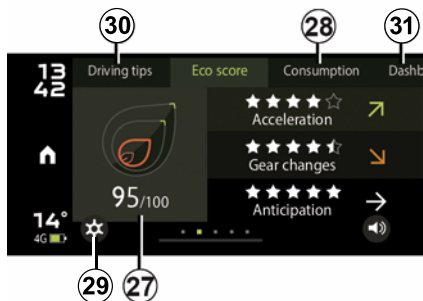 30
28
31
13
42
Driving tips
Eco score
Consumption
Dashb
Acceleration
Gear changes
95/100
Anticipation
14°
4G
29
27